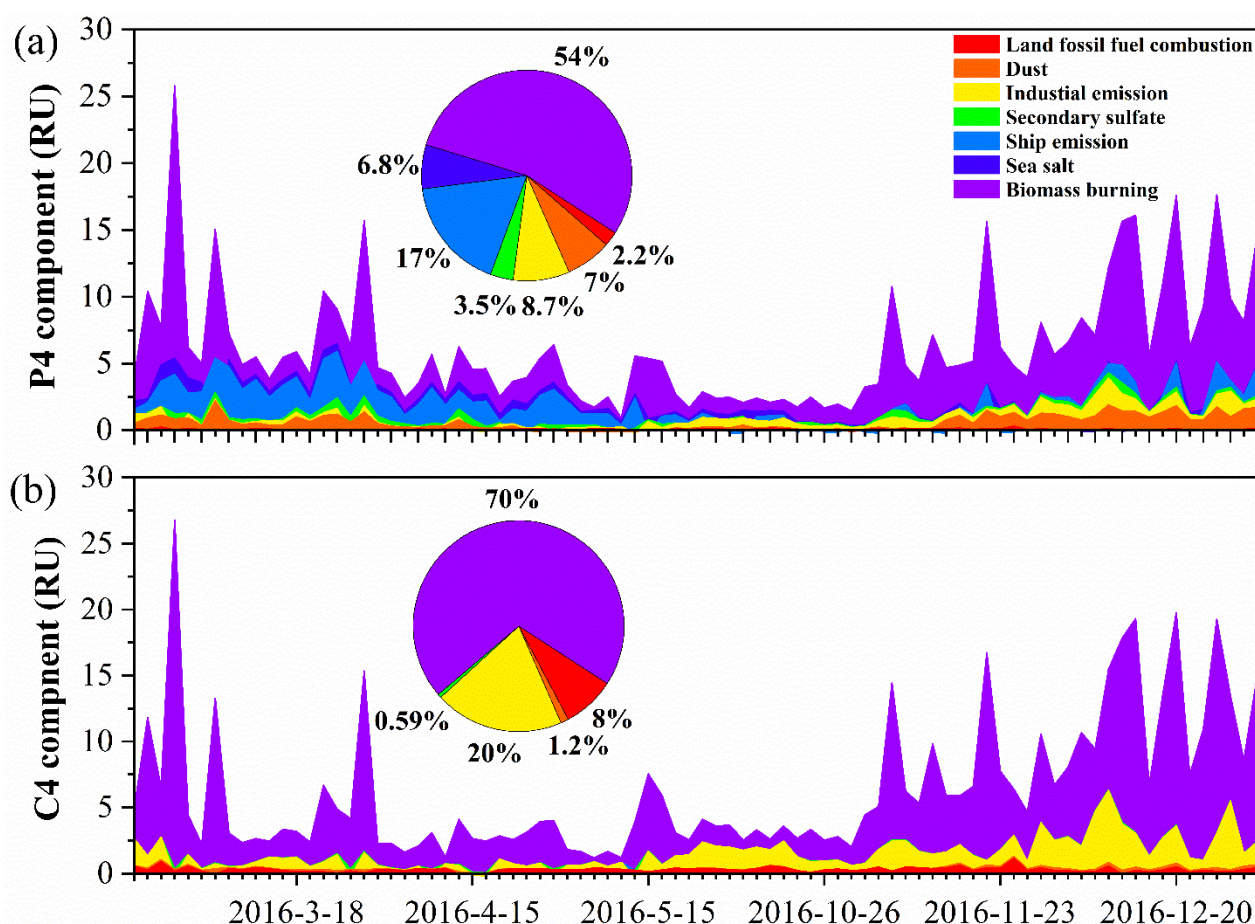 (a)
P4 component (RU)
30
25
20
15
10
5
0
54%
6.8%
17%
3.5%
8.7%
7%
2.2%
Land fossil fuel combustion
Dust
Industial emission
Secondary sulfate
Ship emission
Sea salt
Biomass burning
(b)
C4 compnent (RU)
30
25
20
15
10
5
0
70%
0.59%
20%
1.2%
8%
2016-3-18
2016-4-15
2016-5-15
2016-10-26
2016-11-23
2016-12-20